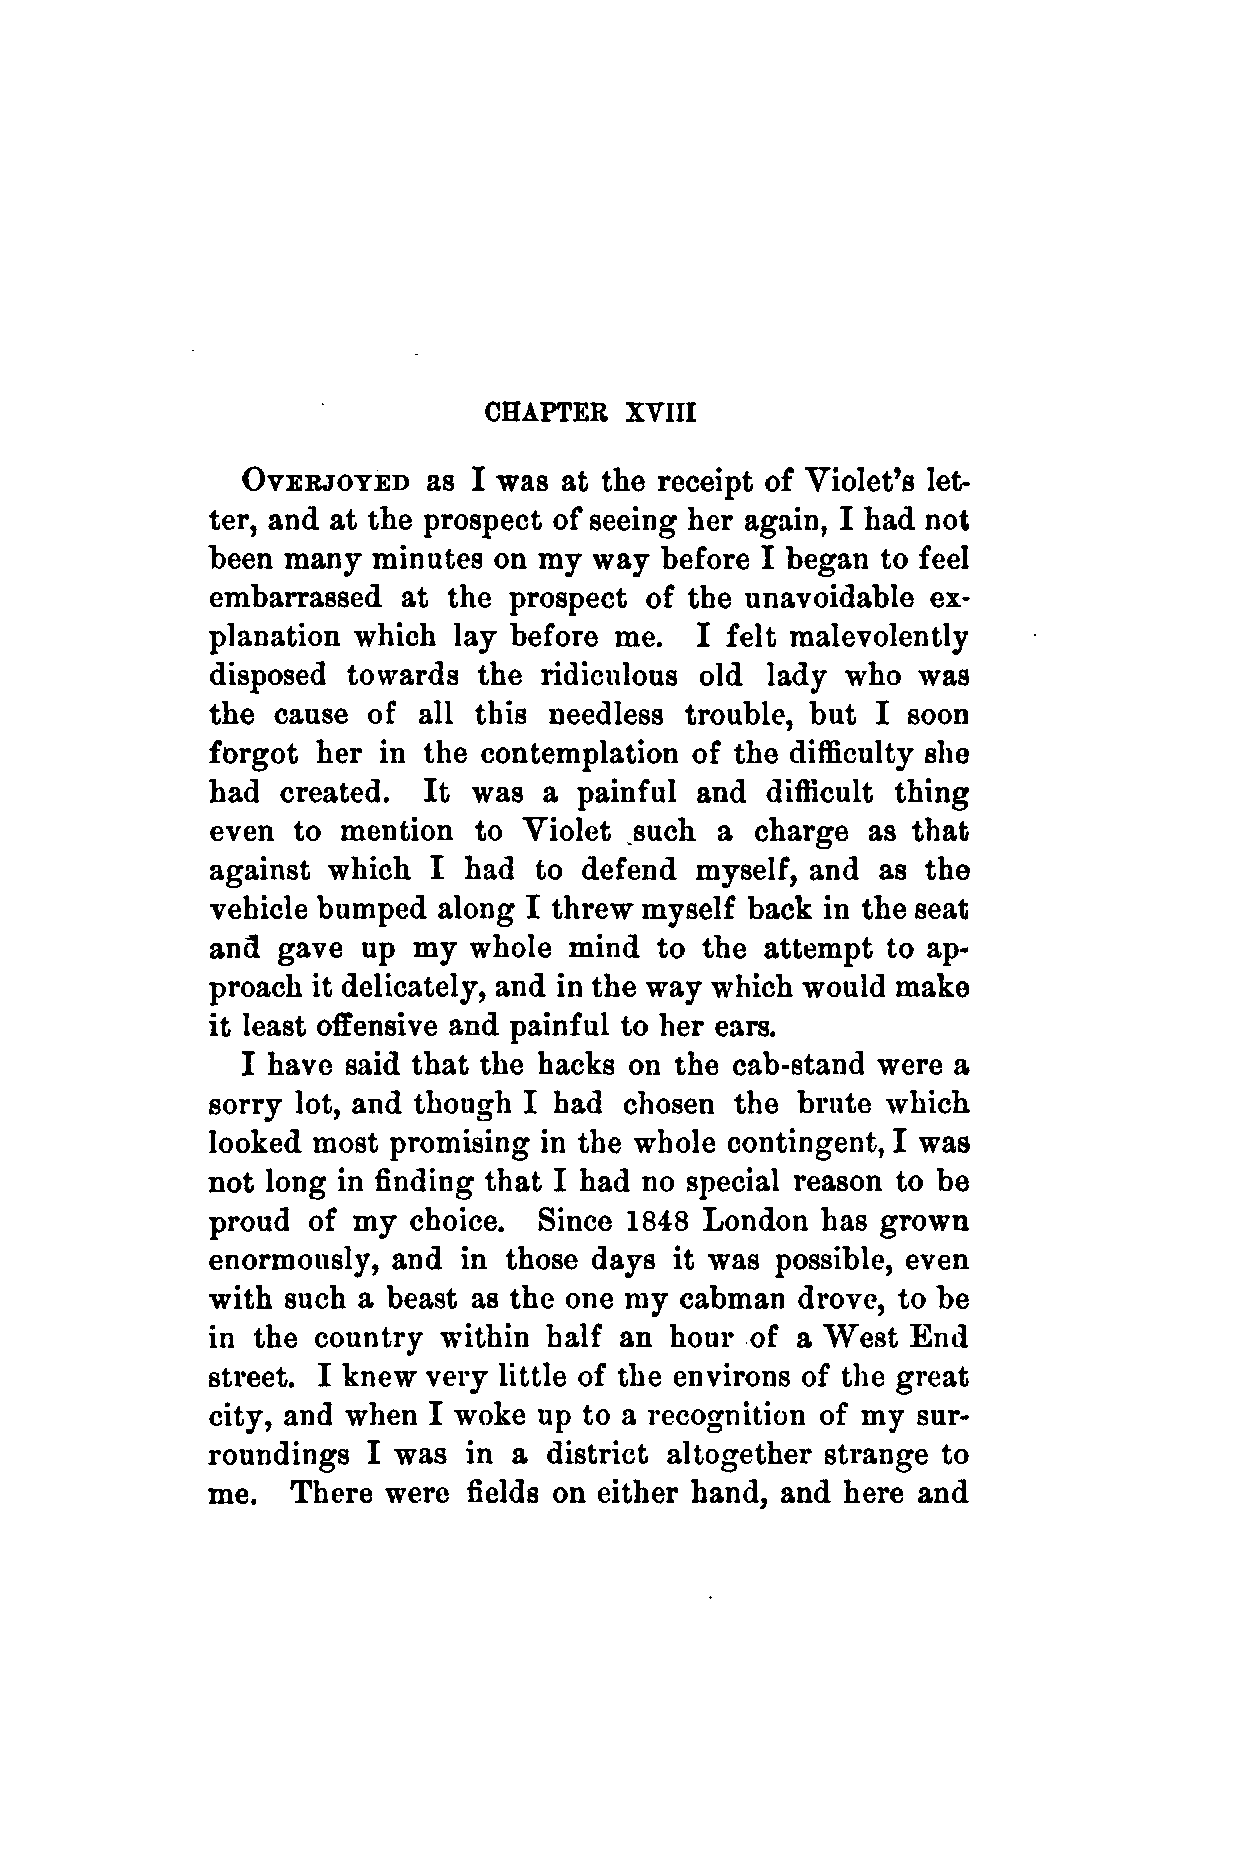 CHAPTER XVIII
OVERJOYED as I was at the receipt of Violet's let-
ter, and at the prospect of seeing her again, I had not
been many minutes on my way before I began to feel
embarrassed at the prospect of the unavoidable ex-
planation which lay before me. I felt malevolently
disposed towards the ridiculous old lady who was
the cause of all this needless trouble, but I soon
forgot her in the contemplation of the difficulty she
had created. It was a painful and difficult thing
even to mention to Violet such a charge as that
against which I had to defend myself, and as the
vehicle bumped along I threw myself back in the seat
and gave up my whole mind to the attempt to ap-
proach it delicately, and in the way which would make
it least offensive and painful to her ears.
I have said that the hacks on the cab-stand were a
sorry lot, and though I had chosen the brute which
looked most promising in the whole contingent, I was
not long in finding that I had no special reason to be
proud of my choice. Since 1848 London has grown
enormously, and in those days it was possible, even
with such a beast as the one my cabman drove, to be
in the country within half an hour of a West End
street. I knew very little of the environs of the great
city, and when I woke up to a recognition of my sur-
roundings I was in a district altogether strange to
me. There were fields on either hand, and here and